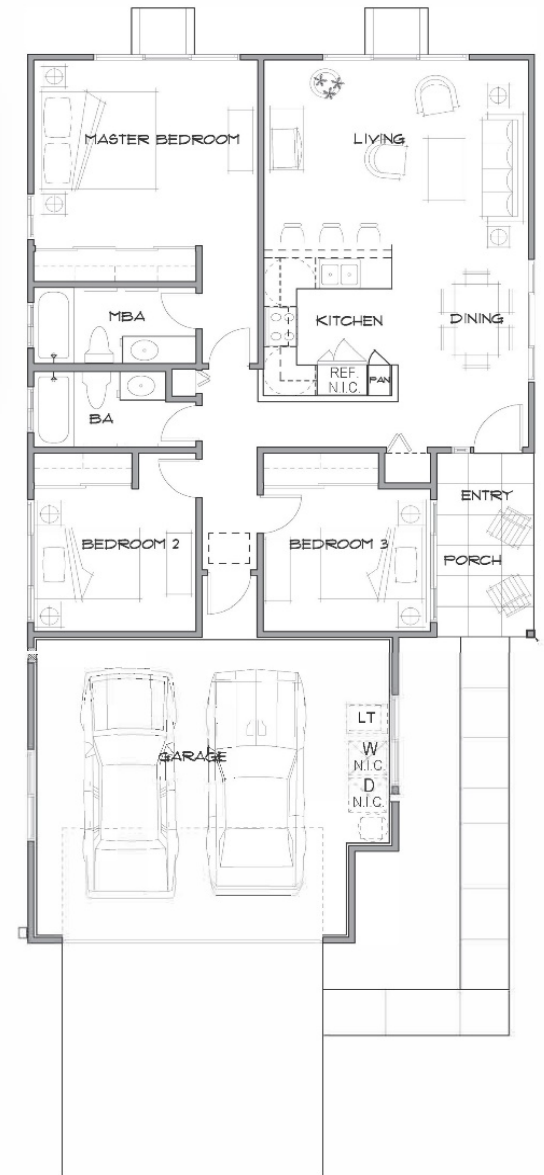 MASTER BEDROOM
LIVING
MBA
KITCHEN
DINING
REF.
N.I.C.
PAN
BA
ENTRY
BEDROOM 2
BEDROOM 3
PORCH
LT
GARAGE
W
N.I.C.
D
N.I.C.